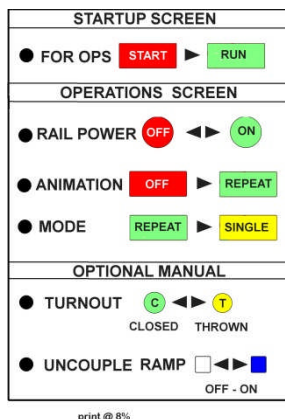 STARTUP SCREEN
FOR OPS START RUN
OPERATIONS SCREEN
RAIL POWER OFF ON
ANIMATION OFF REPEAT
MODE REPEAT SINGLE
OPTIONAL MANUAL
TURNOUT C T
CLOSED THROWN
UNCOUPLE RAMP
OFF - ON
print @ 8%